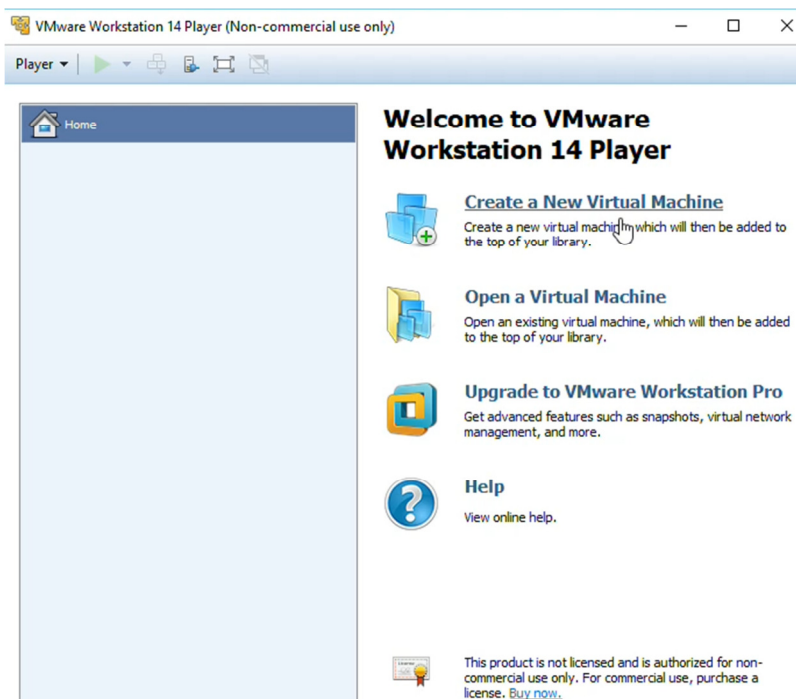 VMware Workstation 14 Player (Non-commercial use only)
Player
Home
Welcome to VMware
Workstation 14 Player
Create a New Virtual Machine
Create a new virtual machine, which will then be added to
the top of your library.
Open a Virtual Machine
Open an existing virtual machine, which will then be added
to the top of your library.
Upgrade to VMware Workstation Pro
Get advanced features such as snapshots, virtual network
management, and more.
Help
View online help.
This product is not licensed and is authorized for non-
commercial use only. For commercial use, purchase a
license. Buy now.